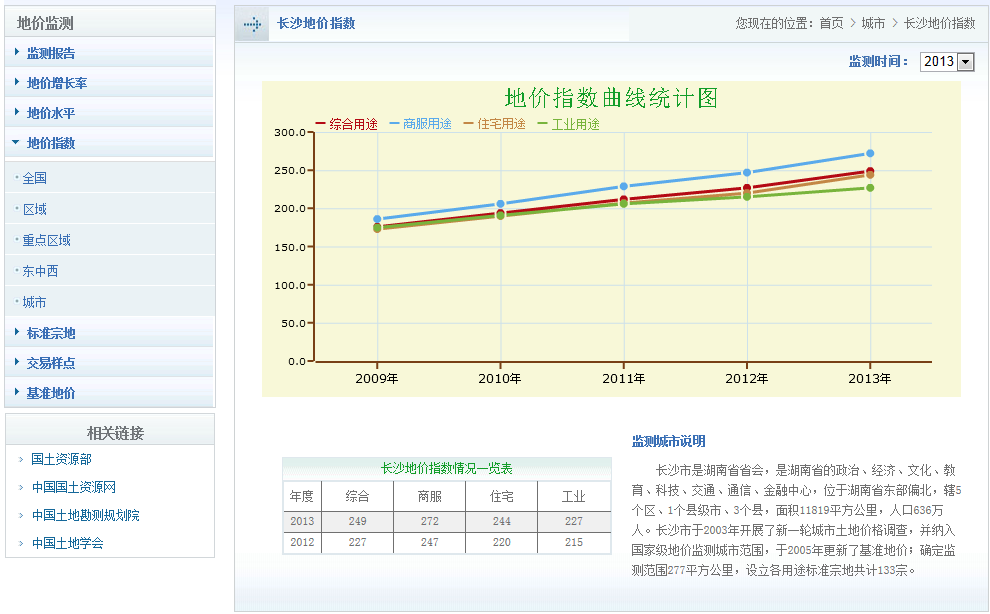 地价监测
监测报告
地价增长率
地价水平
地价指数
全国
区域
重点区域
东中西
城市
标准宗地
交易样点
基准地价
相关链接
国土资源部
中国国土资源网
中国土地勘测规划院
中国土地学会
长沙地价指数
您现在的位置：首页 > 城市 > 长沙地价指数
监测时间： 2013
地价指数曲线统计图
综合用途 商服用途 住宅用途 工业用途
300.0
250.0
200.0
150.0
100.0
50.0
0.0
2009年 2010年 2011年 2012年 2013年
长沙地价指数情况一览表
年度 综合 商服 住宅 工业
2013 249 272 244 227
2012 227 247 220 215
监测城市说明
长沙市是湖南省省会，是湖南省的政治、经济、文化、教
育、科技、交通、通信、金融中心，位于湖南省东部偏北，辖5
个区、1个县级市、3个县，面积11819平方公里，人口636万
人。长沙市于2003年开展了新一轮城市土地价格调查，并纳入
国家级地价监测城市范围，于2005年更新了基准地价；确定监
测范围277平方公里，设立各用途标准宗地共计133宗。